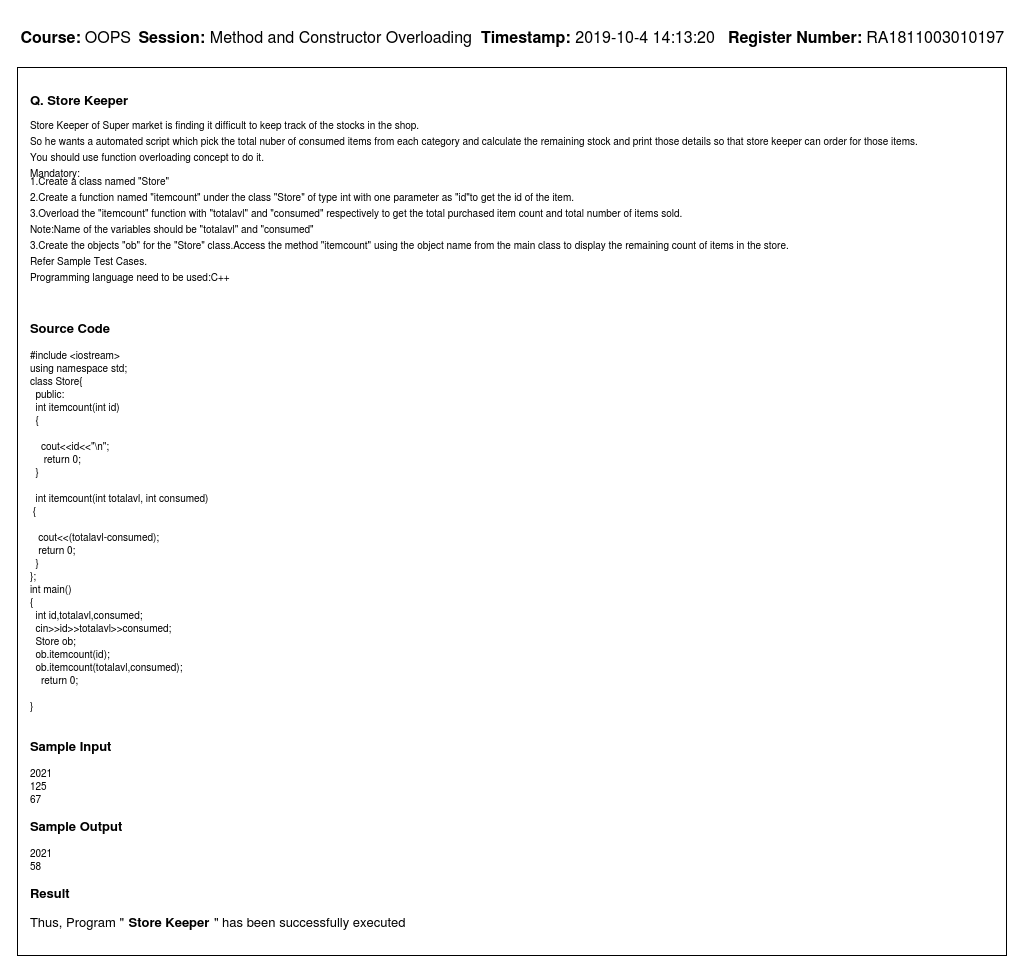 Course: OOPS Session: Method and Constructor Overloading Timestamp: 2019-10-4 14:13:20 Register Number: RA1811003010197
Q. Store Keeper
Store Keeper of Super market is finding it difficult to keep track of the stocks in the shop.
So he wants a automated script which pick the total nuber of consumed items from each category and calculate the remaining stock and print those details so that store keeper can order for those items.
You should use function overloading concept to do it.
Mandatory:
1.Create a class named "Store"
2.Create a function named "itemcount" under the class "Store" of type int with one parameter as "id"to get the id of the item.
3.Overload the "itemcount" function with "totalavl" and "consumed" respectively to get the total purchased item count and total number of items sold.
Note:Name of the variables should be "totalavl" and "consumed"
3.Create the objects "ob" for the "Store" class.Access the method "itemcount" using the object name from the main class to display the remaining count of items in the store.
Refer Sample Test Cases.
Programming language need to be used:C++
Source Code
#include <iostream>
using namespace std;
class Store{
public:
int itemcount(int id)
{
cout<<id<<"\n";
return 0;
}
int itemcount(int totalavl, int consumed)
{
cout<<(totalavl-consumed);
return 0;
}
};
int main()
{
int id,totalavl,consumed;
cin>>id>>totalavl>>consumed;
Store ob;
ob.itemcount(id);
ob.itemcount(totalavl,consumed);
return 0;
}
Sample Input
2021
125
67
Sample Output
2021
58
Result
Thus, Program " Store Keeper " has been successfully executed